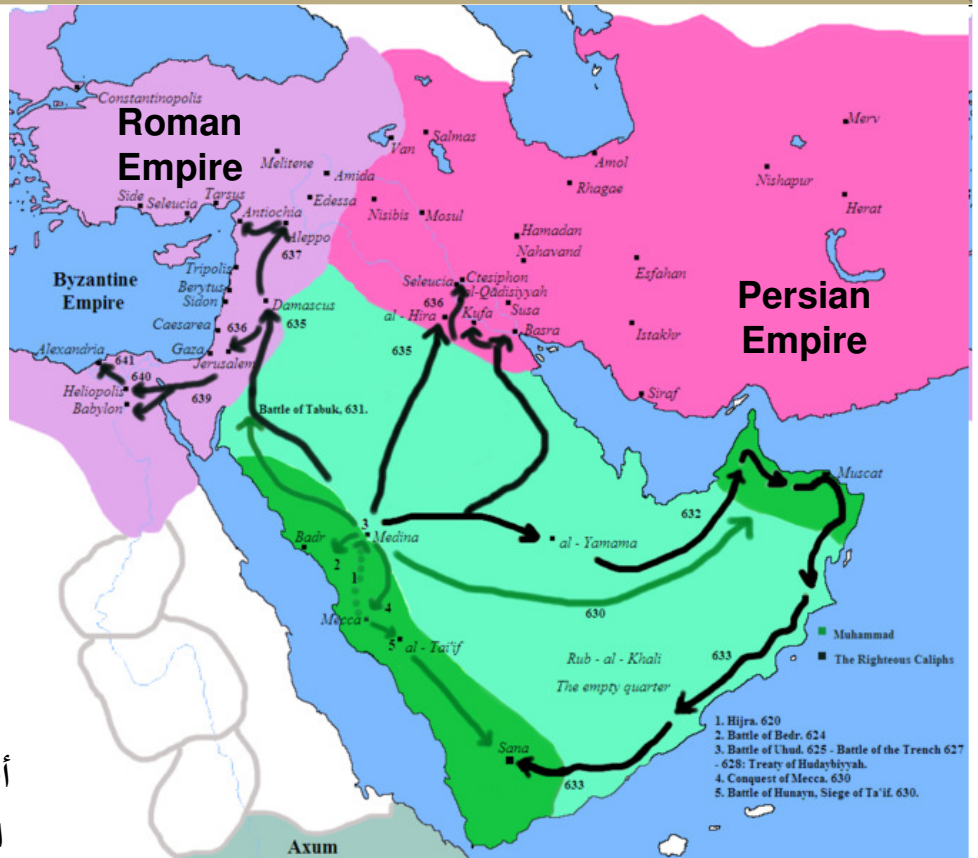 Constantinopolis
Roman
Empire
Melitene
Amida
Van
Salmas
Side
Seleucia
Tarsus
Antiochia
Edessa
Nisibis
Mosul
Aleppo
637
Amol
Rhagae
Merv
Nishapur
Herat
Hamadan
Nahavand
Esfahan
Byzantine
Empire
Tripolis
Berytus
Sidon
Damascus
Caesarea
636
635
Gaza
Jerusalem
Seleucia
Ctesiphon
al-Qādisiyyah
636
al - Hira
Kufa
Susa
Basra
635
Persian
Empire
Istakhr
Siraf
Alexandria
641
640
Heliopolis
639
Babylon
Battle of Tabuk, 631.
Muscat
632
3
Medina
Badr
2
1
4
Mecca
5
al - Tai'if
al - Yamama
630
Rub - al - Khali
The empty quarter
633
Sana
633
Muhammad
The Righteous Caliphs
1. Hijra. 620
2. Battle of Bedr. 624
3. Battle of Uhud. 625 - Battle of the Trench 627
- 628: Treaty of Hudaybiyyah.
4. Conquest of Mecca. 630
5. Battle of Hunayn, Siege of Ta'if. 630.
Axum